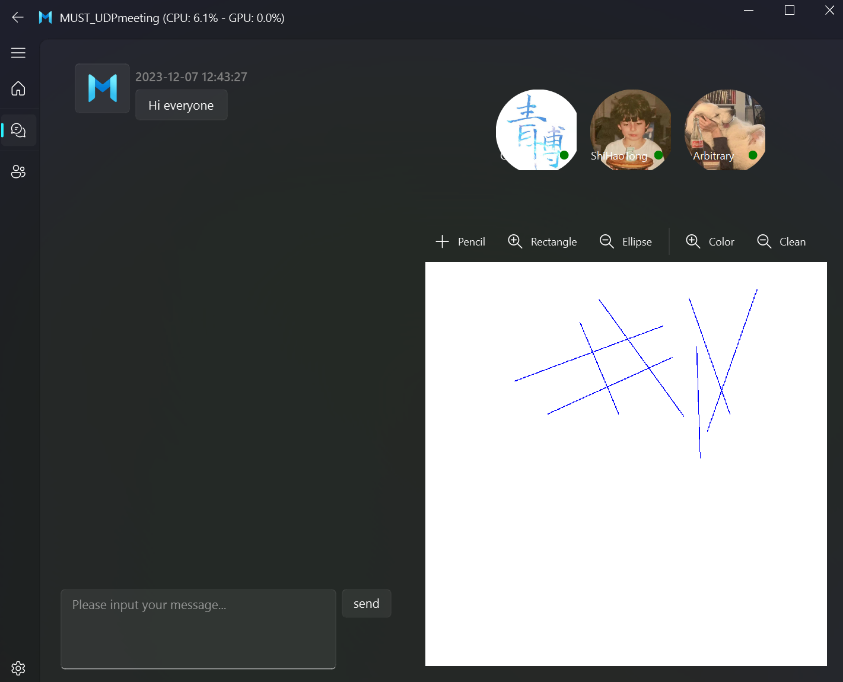 MUST_UDPmeeting (CPU: 6.1% - GPU: 0.0%)
2023-12-07 12:43:27
Hi everyone
青
博
ShiHaoTong
Arbitrary
Pencil
Rectangle
Ellipse
Color
Clean
Please input your message...
send